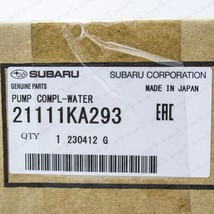 SUBARU
SUBARU CORPORATION
GENUINE PARTS
MADE IN JAPAN
PUMP COMPL-WATER
21111KA293
EAC
QTY 1 230412 G